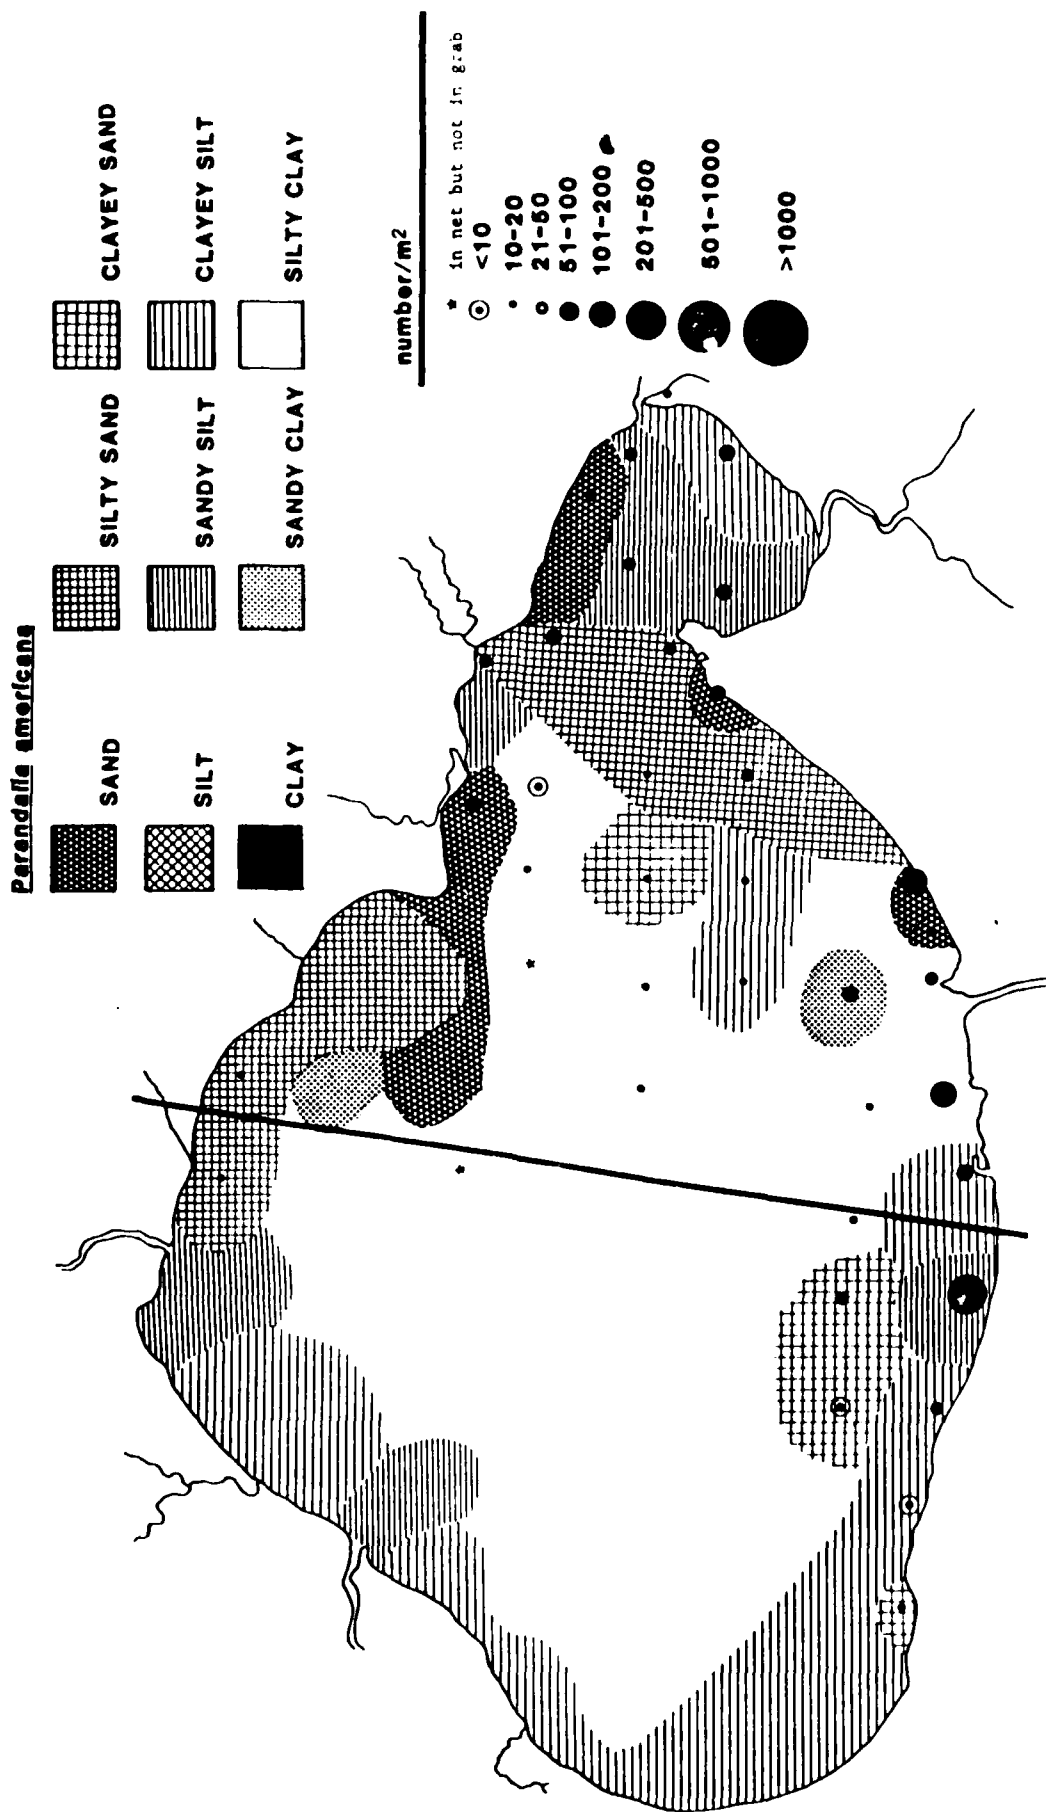 Parandalia americana
SAND
SILTY SAND
CLAYEY SAND
SILT
SANDY SILT
CLAYEY SILT
CLAY
SANDY CLAY
SILTY CLAY
number/m²
* in net but not in grab
<10
10-20
21-50
51-100
101-200
201-500
501-1000
>1000